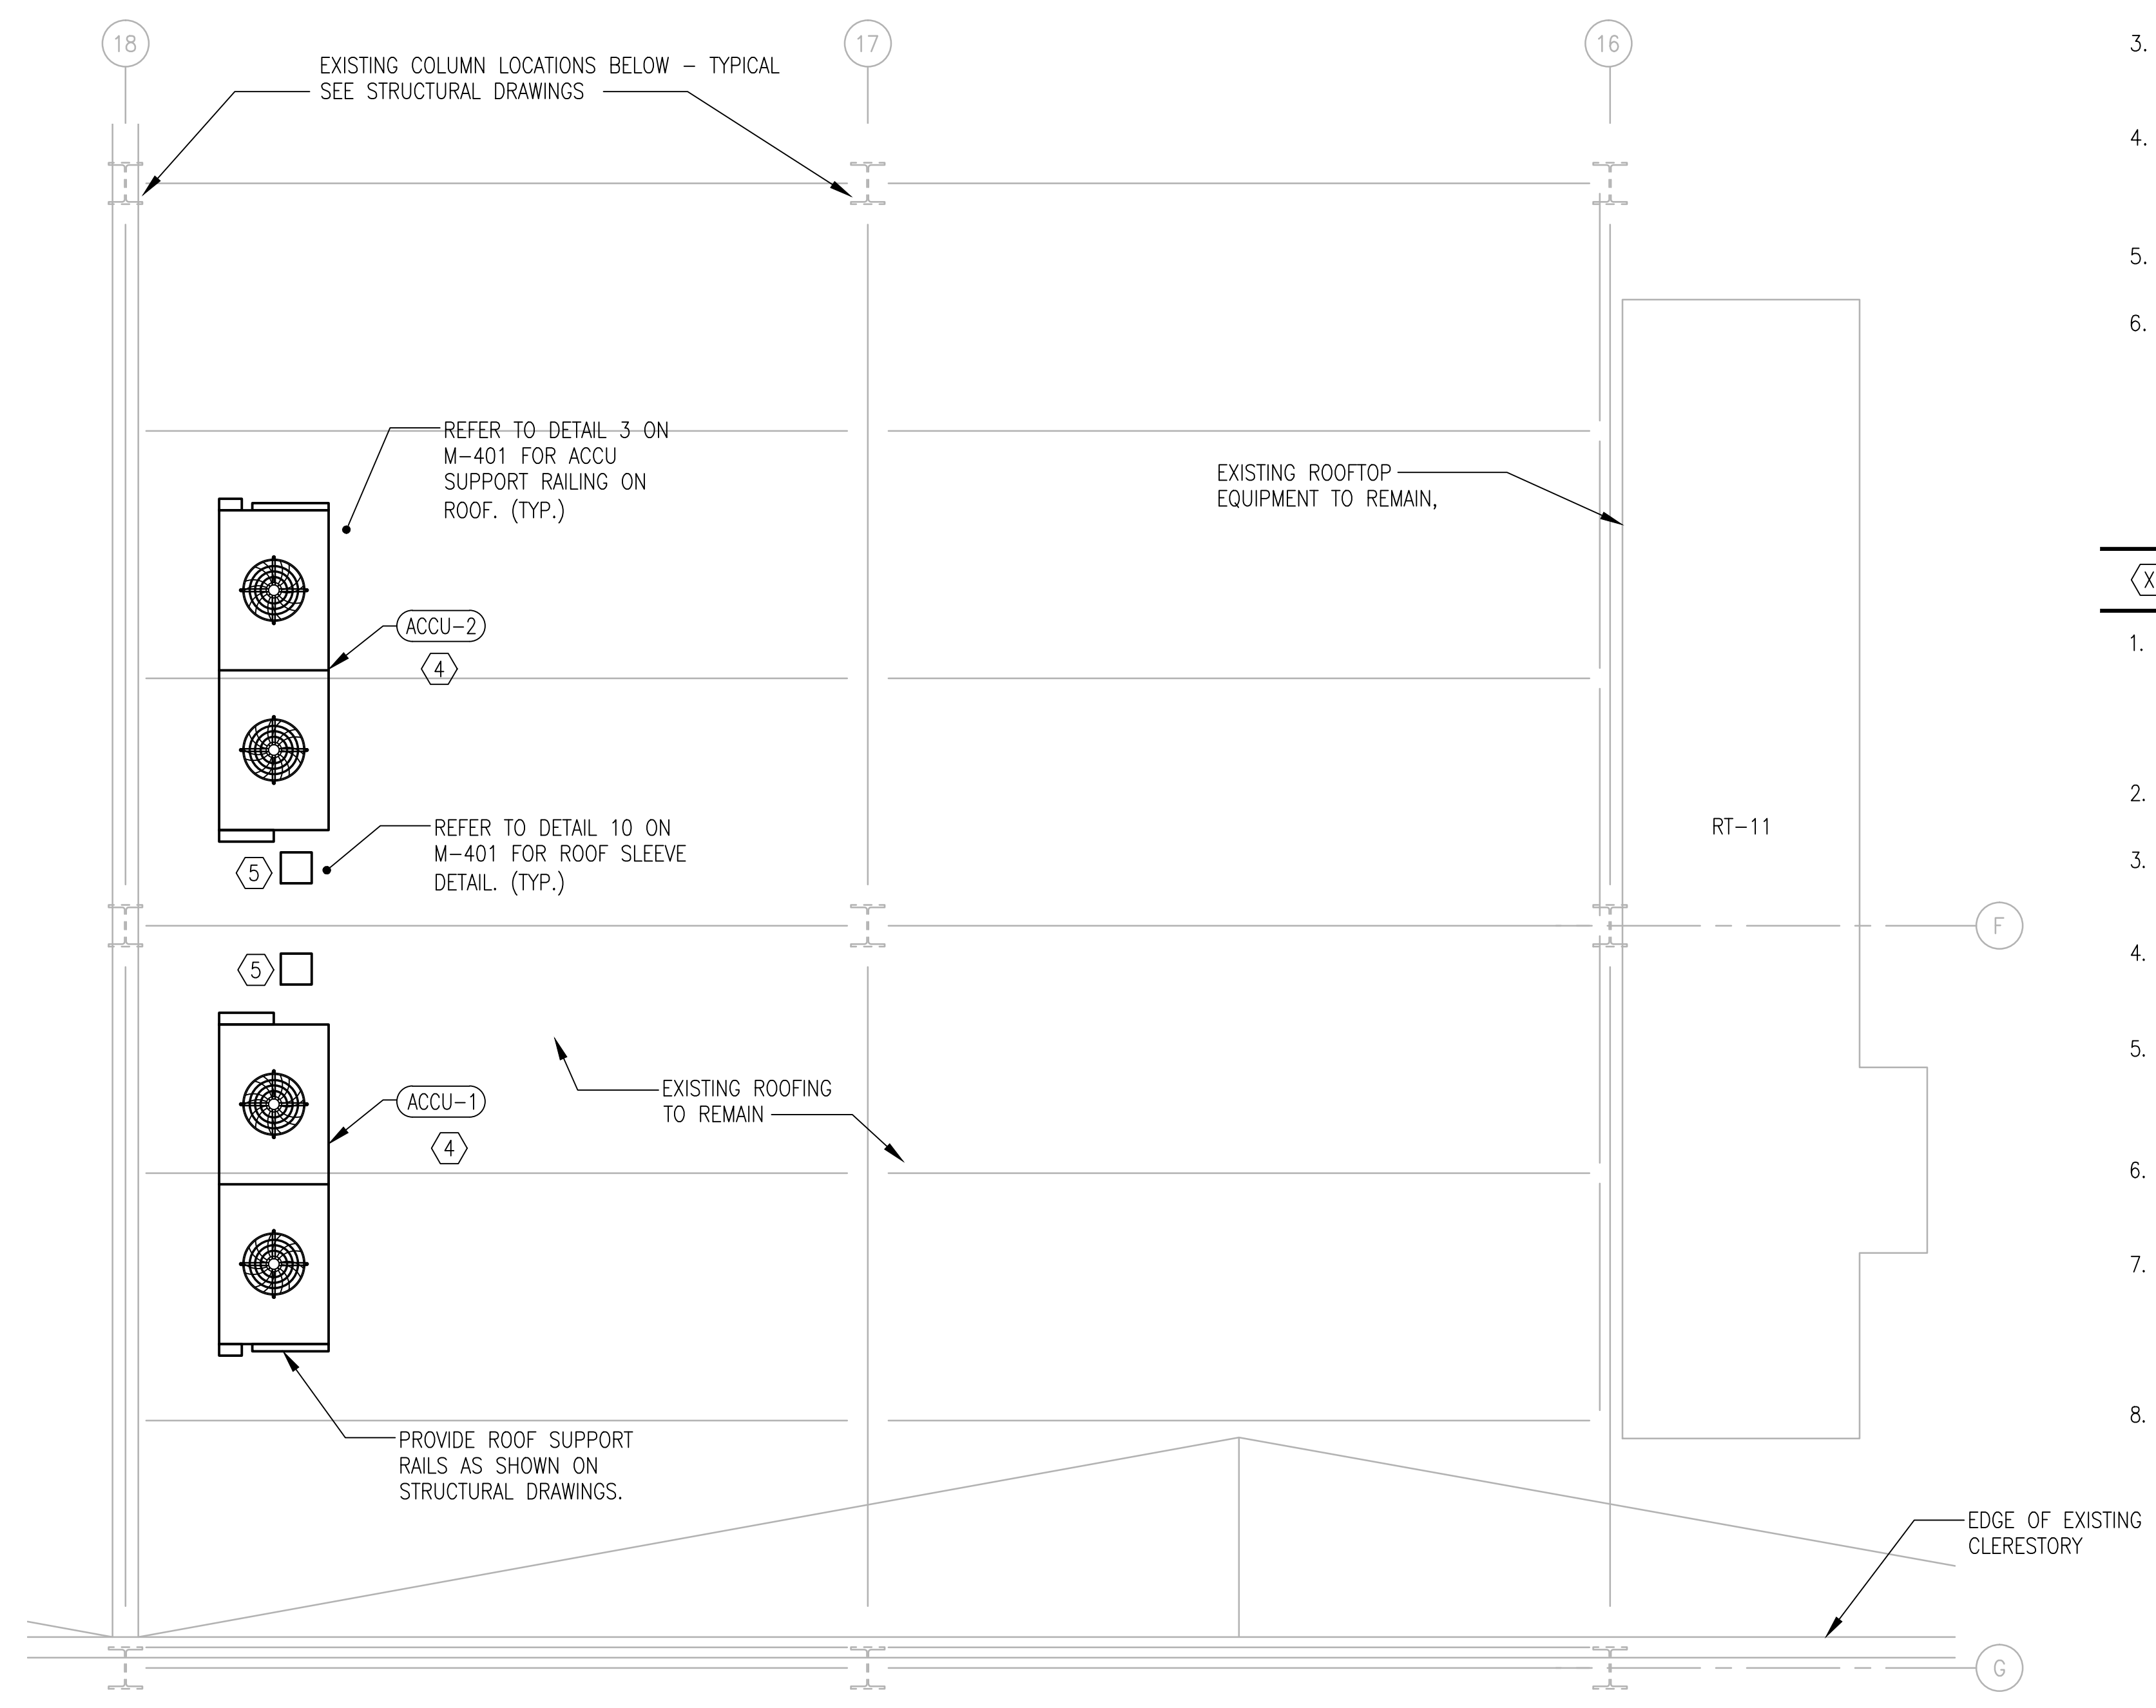 18
17
16
EXISTING COLUMN LOCATIONS BELOW – TYPICAL
SEE STRUCTURAL DRAWINGS
REFER TO DETAIL 3 ON
M–401 FOR ACCU
SUPPORT RAILING ON
ROOF. (TYP.)
EXISTING ROOFTOP
EQUIPMENT TO REMAIN,
ACCU–2
4
RT–11
REFER TO DETAIL 10 ON
M–401 FOR ROOF SLEEVE
DETAIL. (TYP.)
5
F
5
EXISTING ROOFING
TO REMAIN
ACCU–1
4
PROVIDE ROOF SUPPORT
RAILS AS SHOWN ON
STRUCTURAL DRAWINGS.
EDGE OF EXISTING
CLERESTORY
G
3.
4.
5.
6.
X
1.
2.
3.
4.
5.
6.
7.
8.